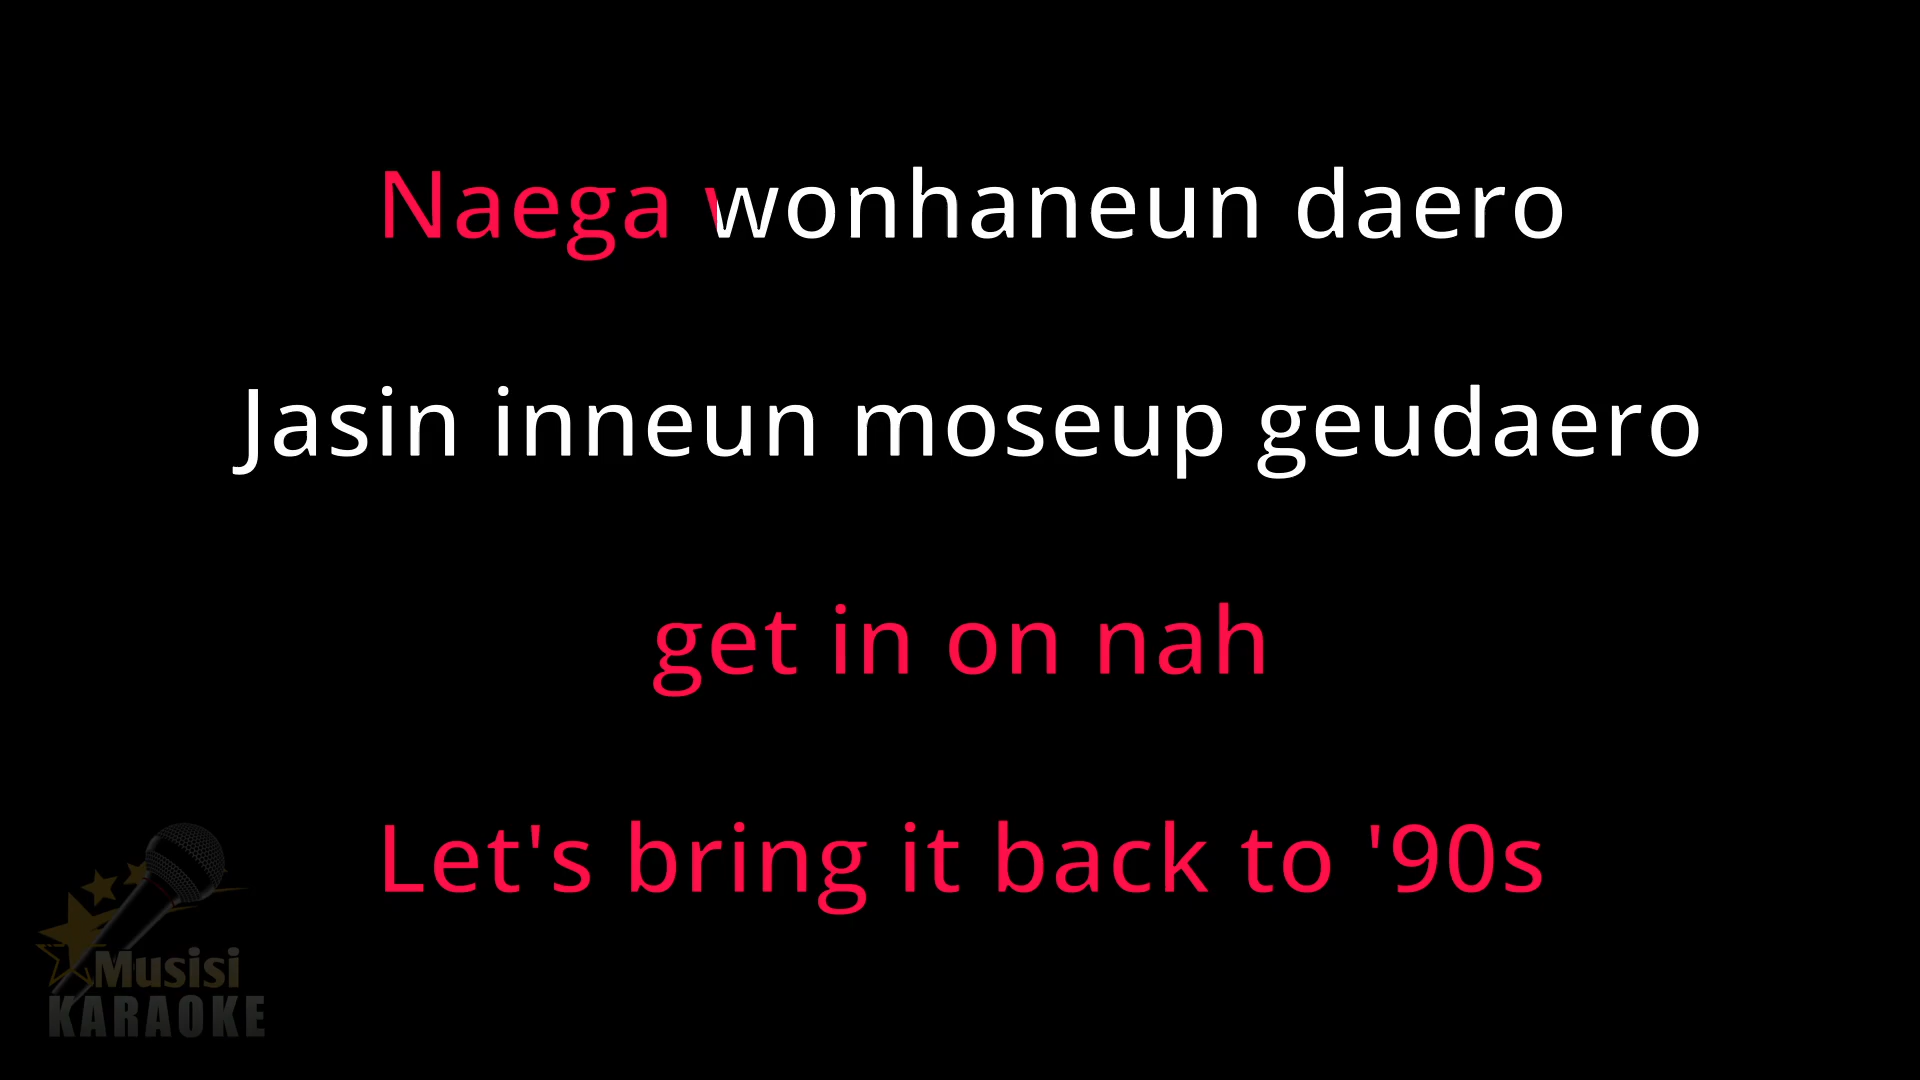 Naega wonhaneun daero
Jasin inneun moseup geudaero
get in on nah
Let's bring it back to '90s
Musisi
KARAOKE